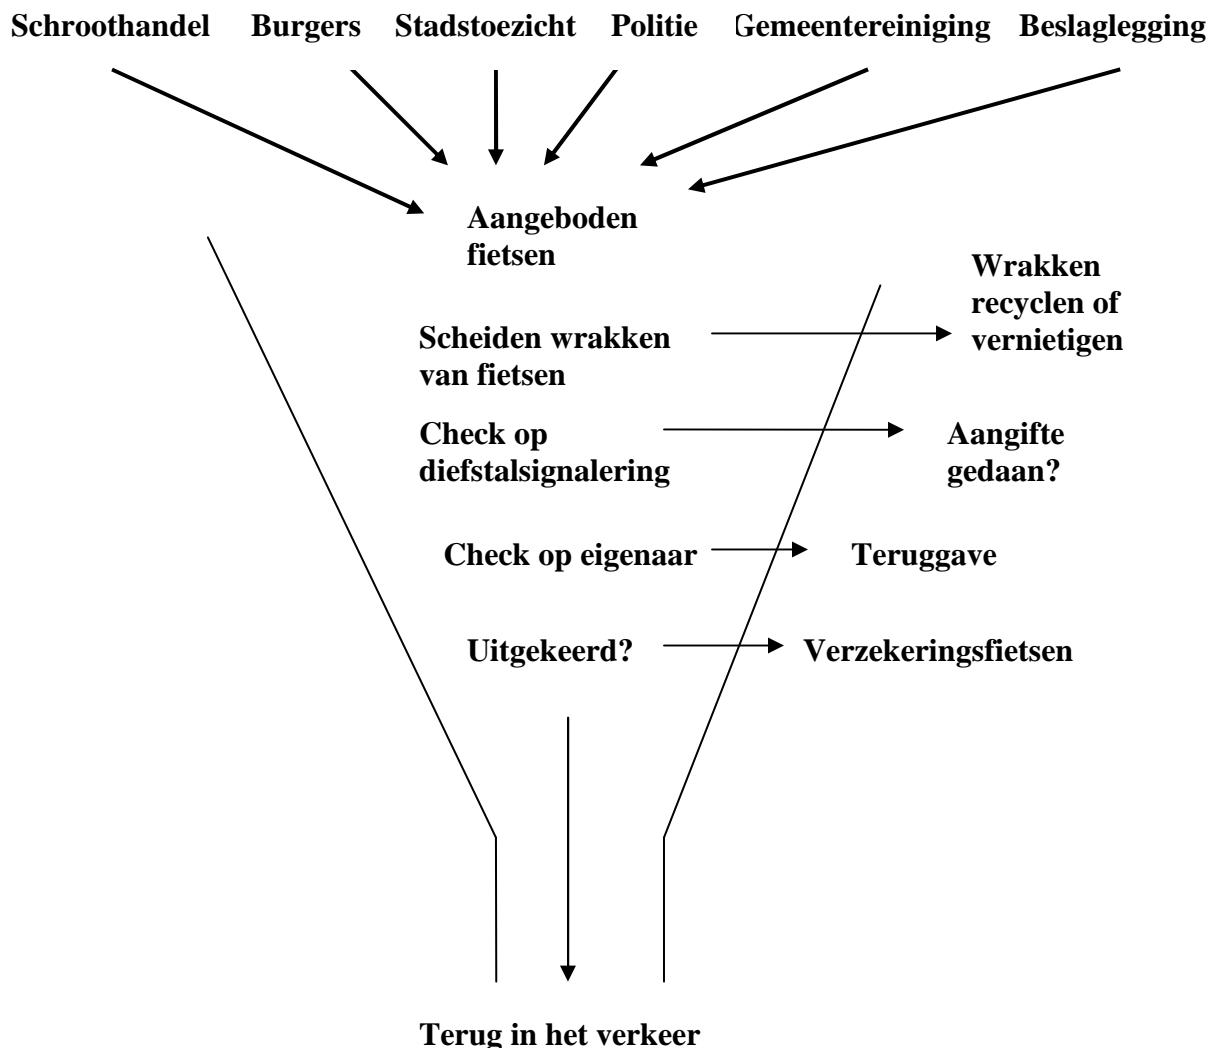 Schroothandel Burgers Stadstoezicht Politie Gemeentereiniging Beslaglegging
Aangeboden
fietsen
Wrakken
recyclen of
vernietigen
Scheiden wrakken
van fietsen
Check op
diefstalsignalering
Aangifte
gedaan?
Check op eigenaar
Teruggave
Uitgekeerd?
Verzekeringsfietsen
Terug in het verkeer